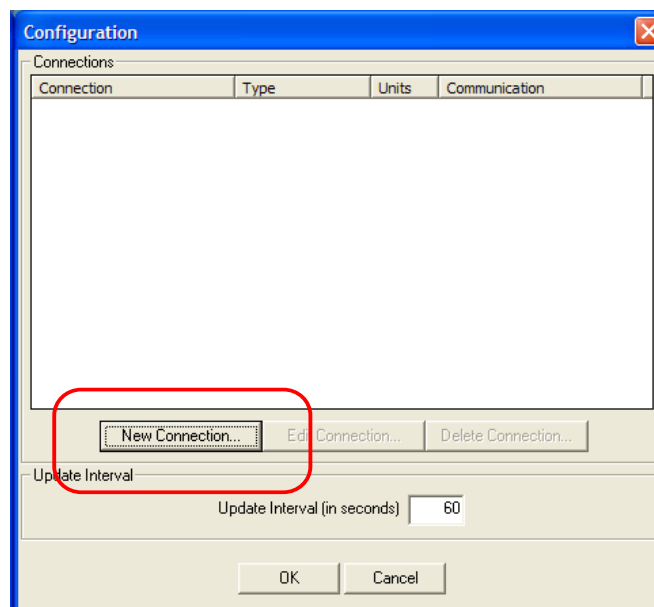 Configuration
Connections
Connection Type Units Communication
New Connection... Edit Connection... Delete Connection...
Update Interval
Update Interval (in seconds) 60
OK Cancel